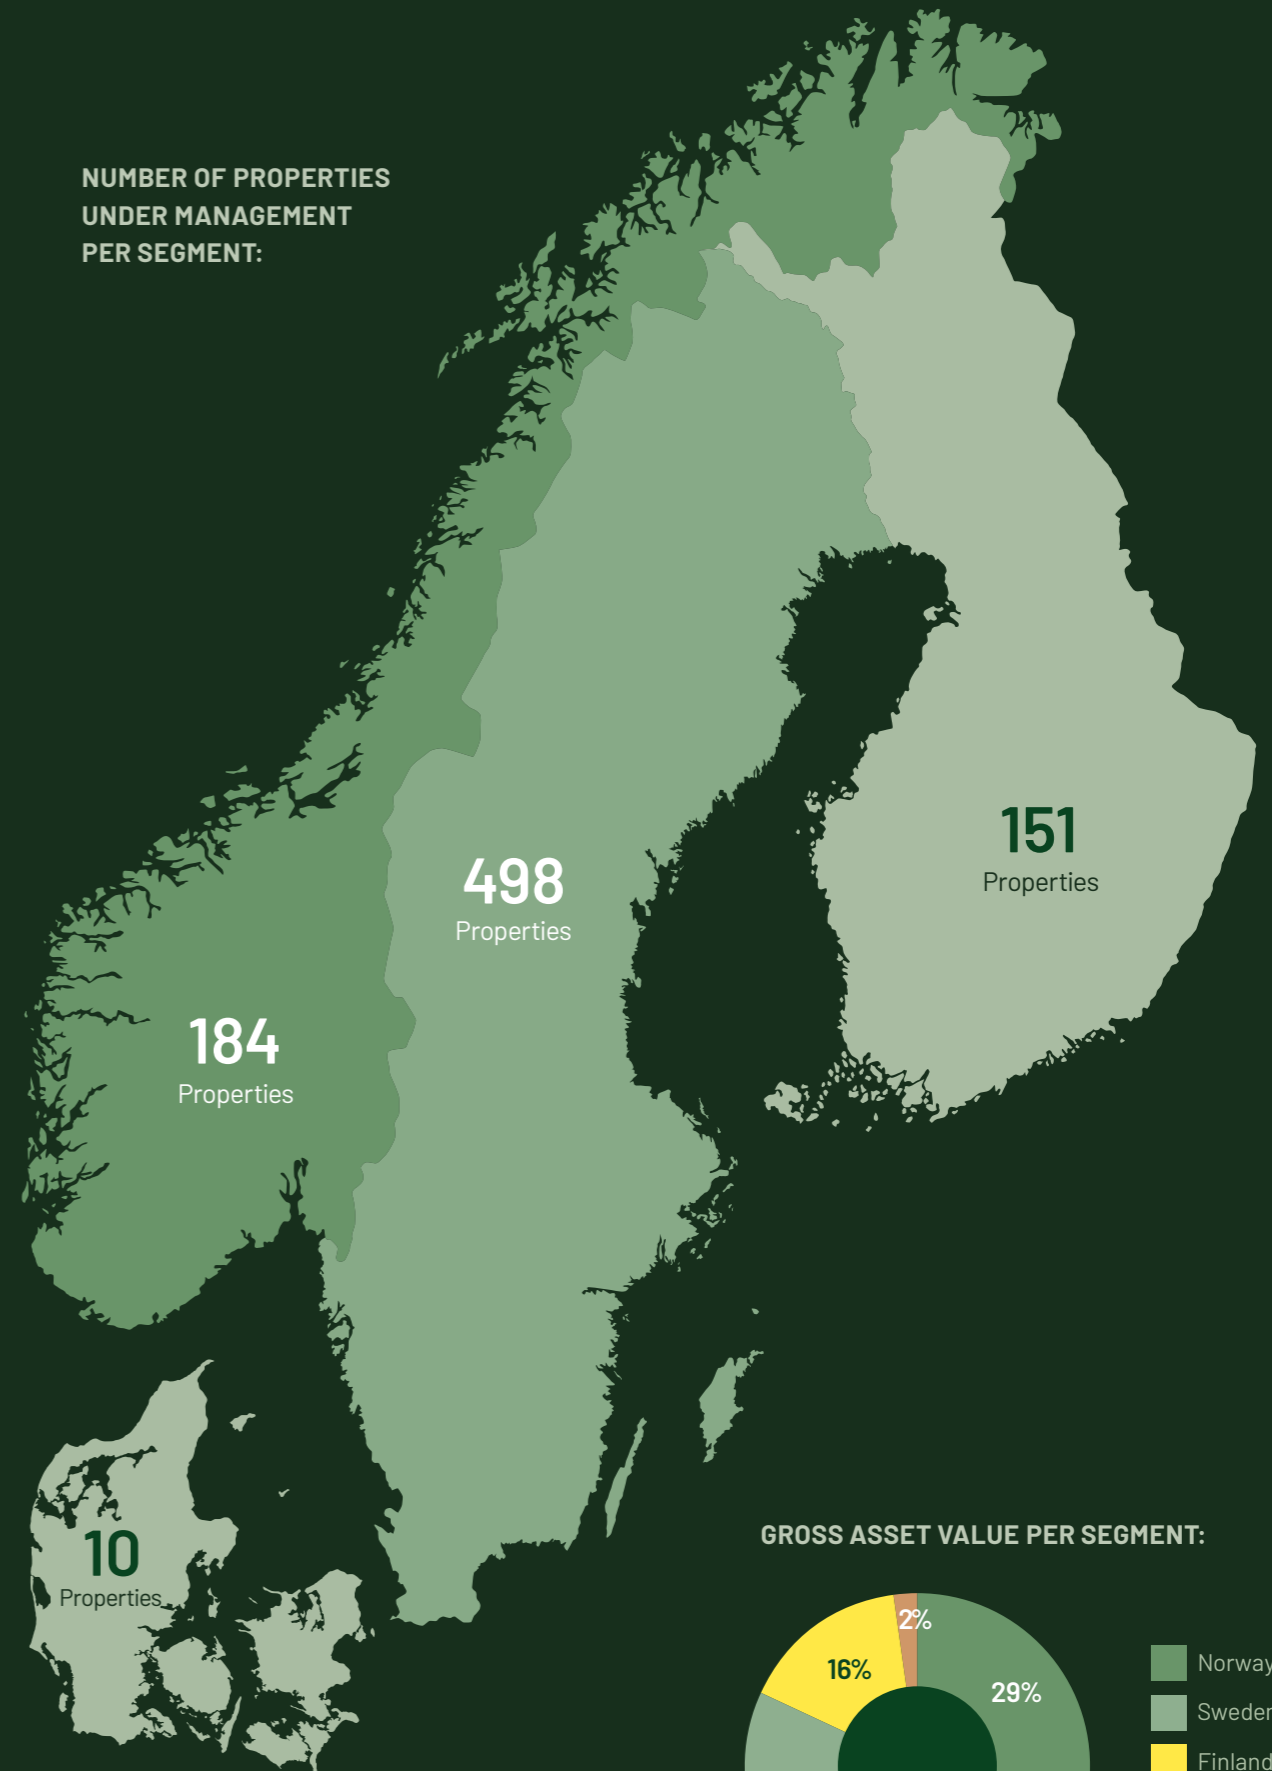 NUMBER OF PROPERTIES
UNDER MANAGEMENT
PER SEGMENT:
151
Properties
498
Properties
184
Properties
10
Properties
GROSS ASSET VALUE PER SEGMENT:
2%
16%
29%
Norway
Sweden
Finland